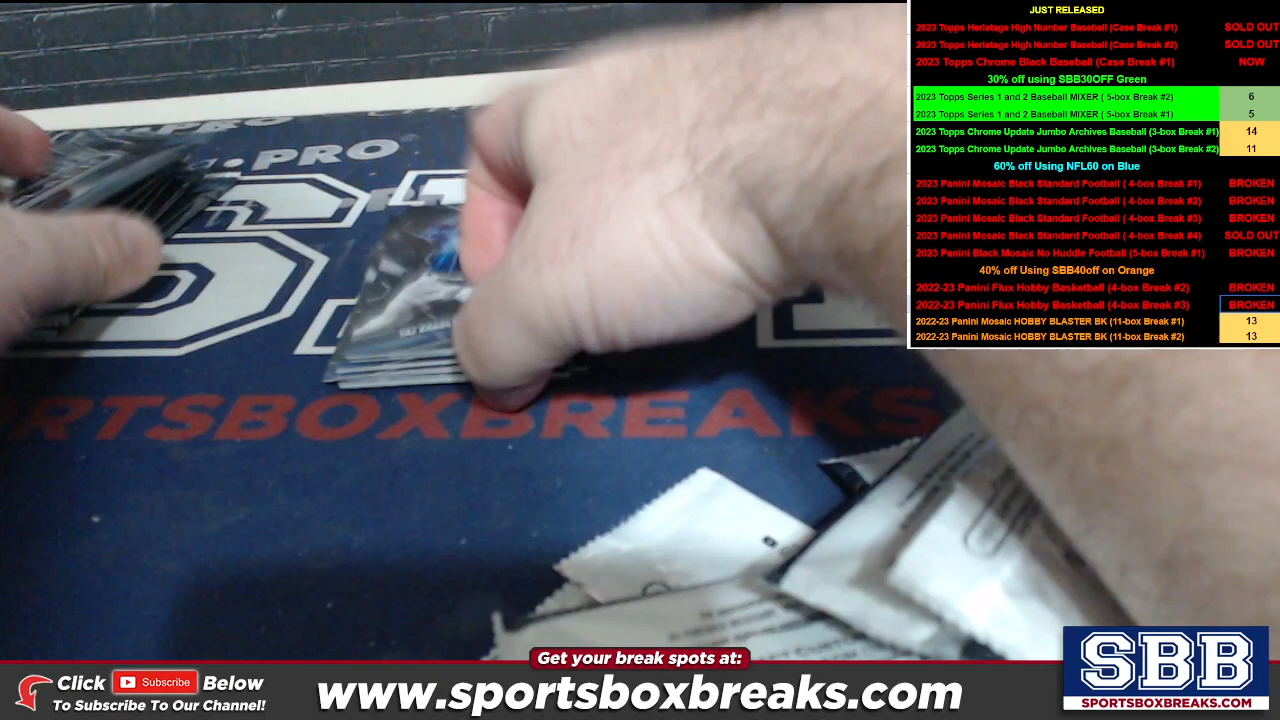 JUST RELEASED
2023 Topps Heriatage High Number Baseball (Case Break #1) SOLD OUT
2023 Topps Heriatage High Number Baseball (Case Break #2) SOLD OUT
2023 Topps Chrome Black Baseball (Case Break #1) NOW
30% off using SBB30OFF Green
2023 Topps Series 1 and 2 Baseball MIXER ( 5-box Break #2) 6
2023 Topps Series 1 and 2 Baseball MIXER ( 5-box Break #1) 5
2023 Topps Chrome Update Jumbo Archives Baseball (3-box Break #1) 14
2023 Topps Chrome Update Jumbo Archives Baseball (3-box Break #2) 11
60% off Using NFL60 on Blue
2023 Panini Mosaic Black Standard Football ( 4-box Break #1) BROKEN
2023 Panini Mosaic Black Standard Football ( 4-box Break #2) BROKEN
2023 Panini Mosaic Black Standard Football ( 4-box Break #3) BROKEN
2023 Panini Mosaic Black Standard Football ( 4-box Break #4) SOLD OUT
2023 Panini Black Mosaic No Huddle Football (5-box Break #1) BROKEN
40% off Using SBB40off on Orange
2022-23 Panini Flux Hobby Basketball (4-box Break #2) BROKEN
2022-23 Panini Flux Hobby Basketball (4-box Break #3) BROKEN
2022-23 Panini Mosaic HOBBY BLASTER BK (11-box Break #1) 13
2022-23 Panini Mosaic HOBBY BLASTER BK (11-box Break #2) 13
PRO
RTSBOXBREAKS
Get your break spots at:
Click Subscribe Below
To Subscribe To Our Channel!
www.sportsboxbreaks.com
SBB
SPORTSBOXBREAKS.COM